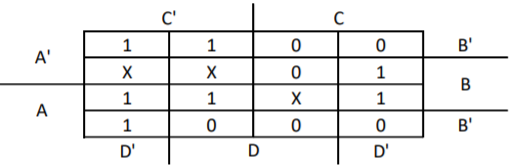 C' C
A' 1 1 0 0 B'
X X 0 1 B
A 1 1 X 1
1 0 0 0 B'
D' D D'